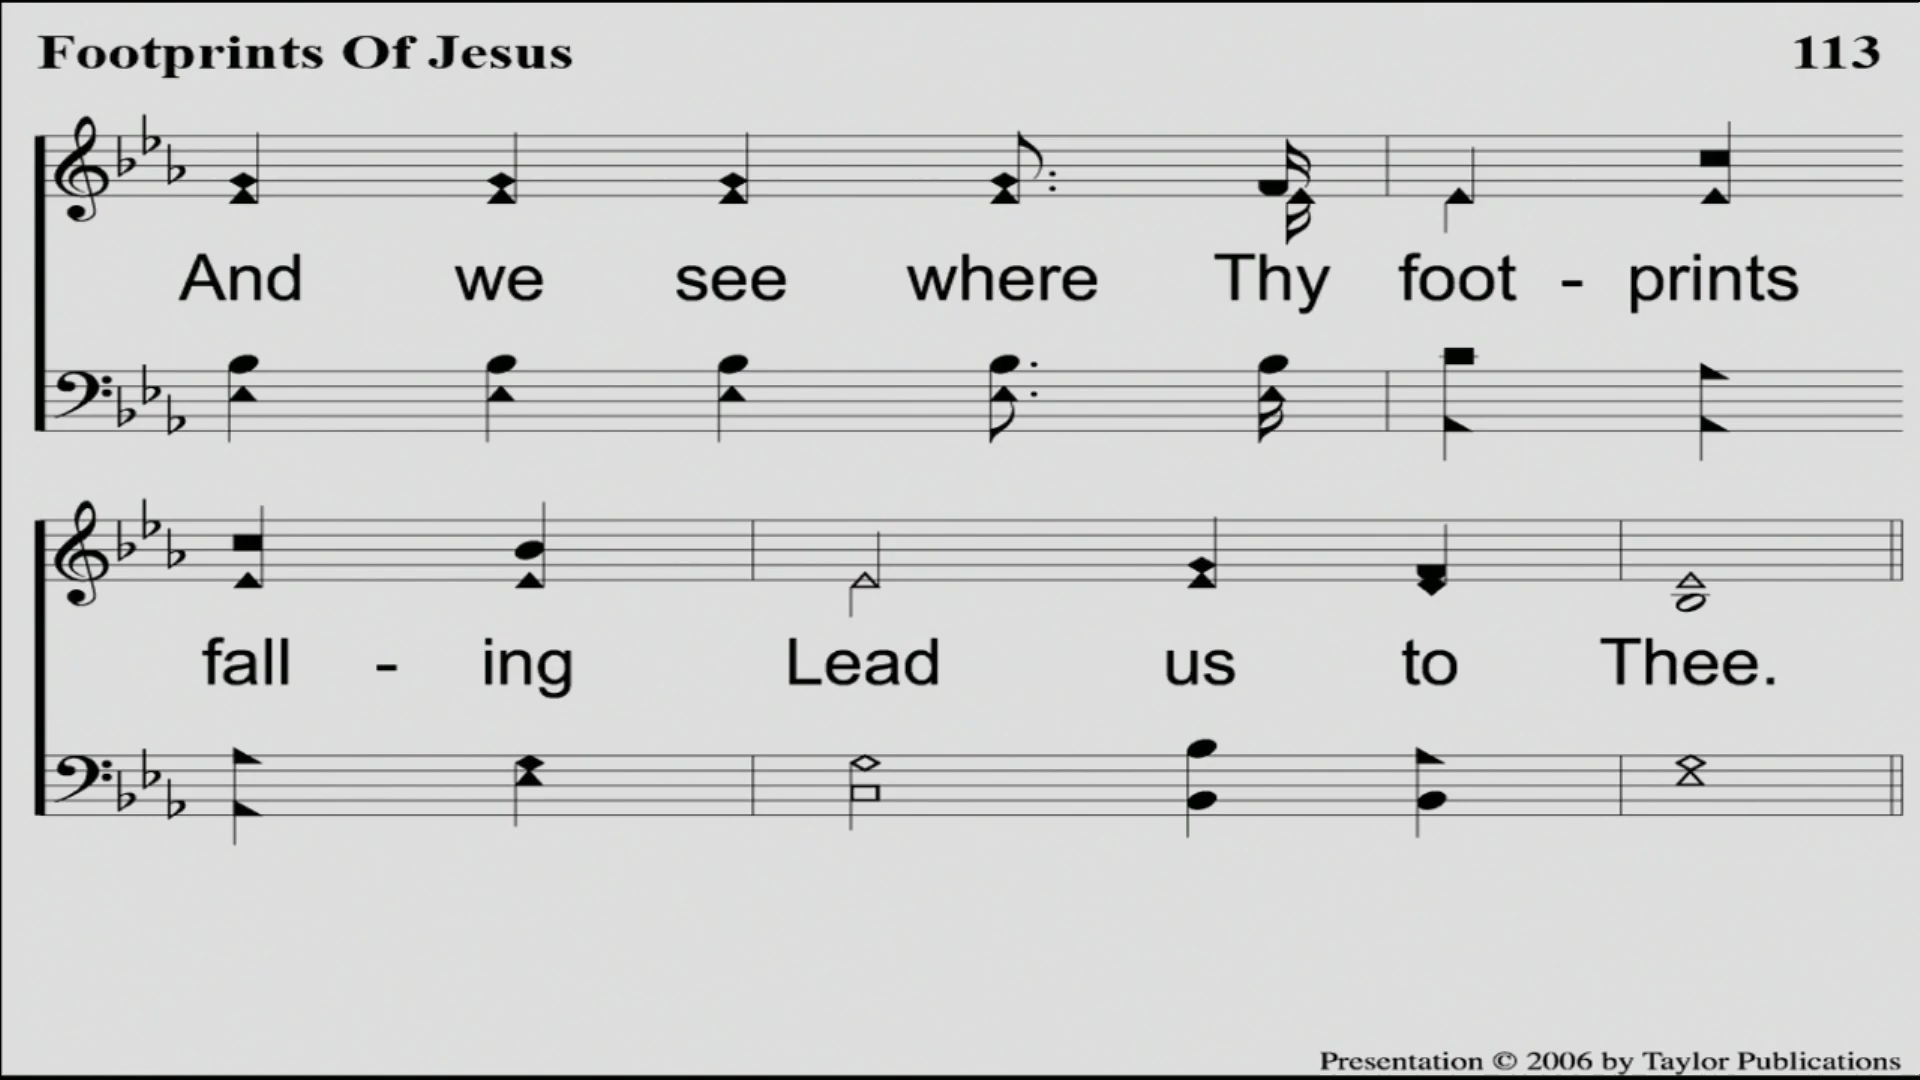 Footprints Of Jesus 113
And we see where Thy foot - prints
fall - ing Lead us to Thee.
Presentation © 2006 by Taylor Publications